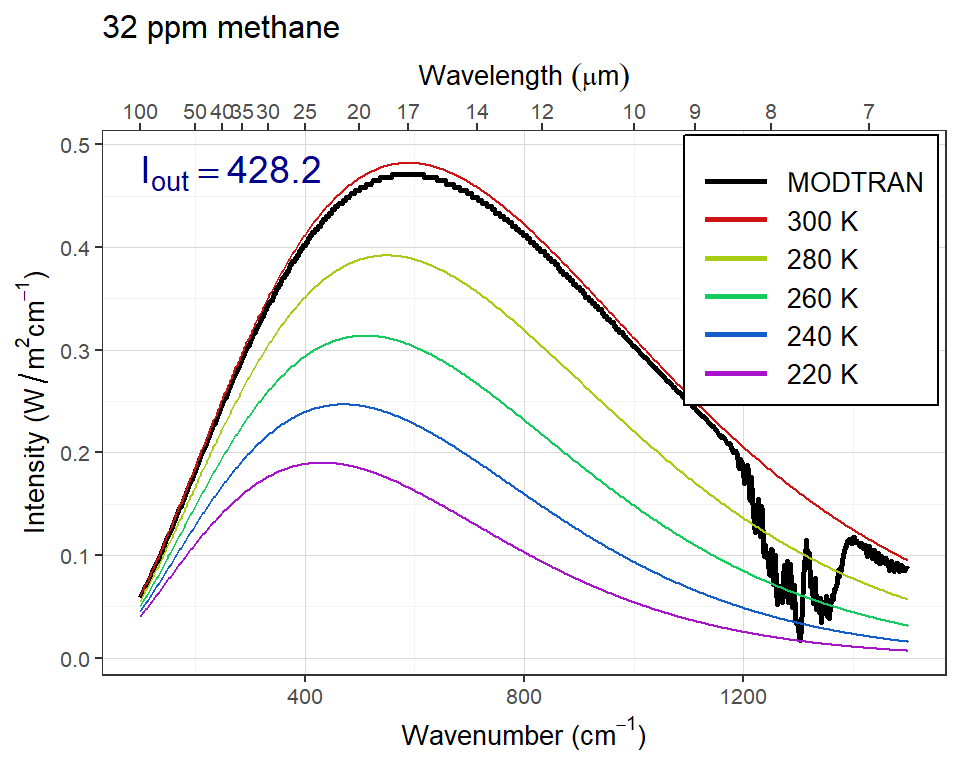 32 ppm methane
Wavelength (μm)
100 50 40 35 30 25 20 17 14 12 10 9 8 7
I_out = 428.2
MODTRAN
300 K
280 K
260 K
240 K
220 K
0.5
0.4
0.3
0.2
0.1
0.0
Intensity (W / m²cm⁻¹)
400 800 1200
Wavenumber (cm⁻¹)